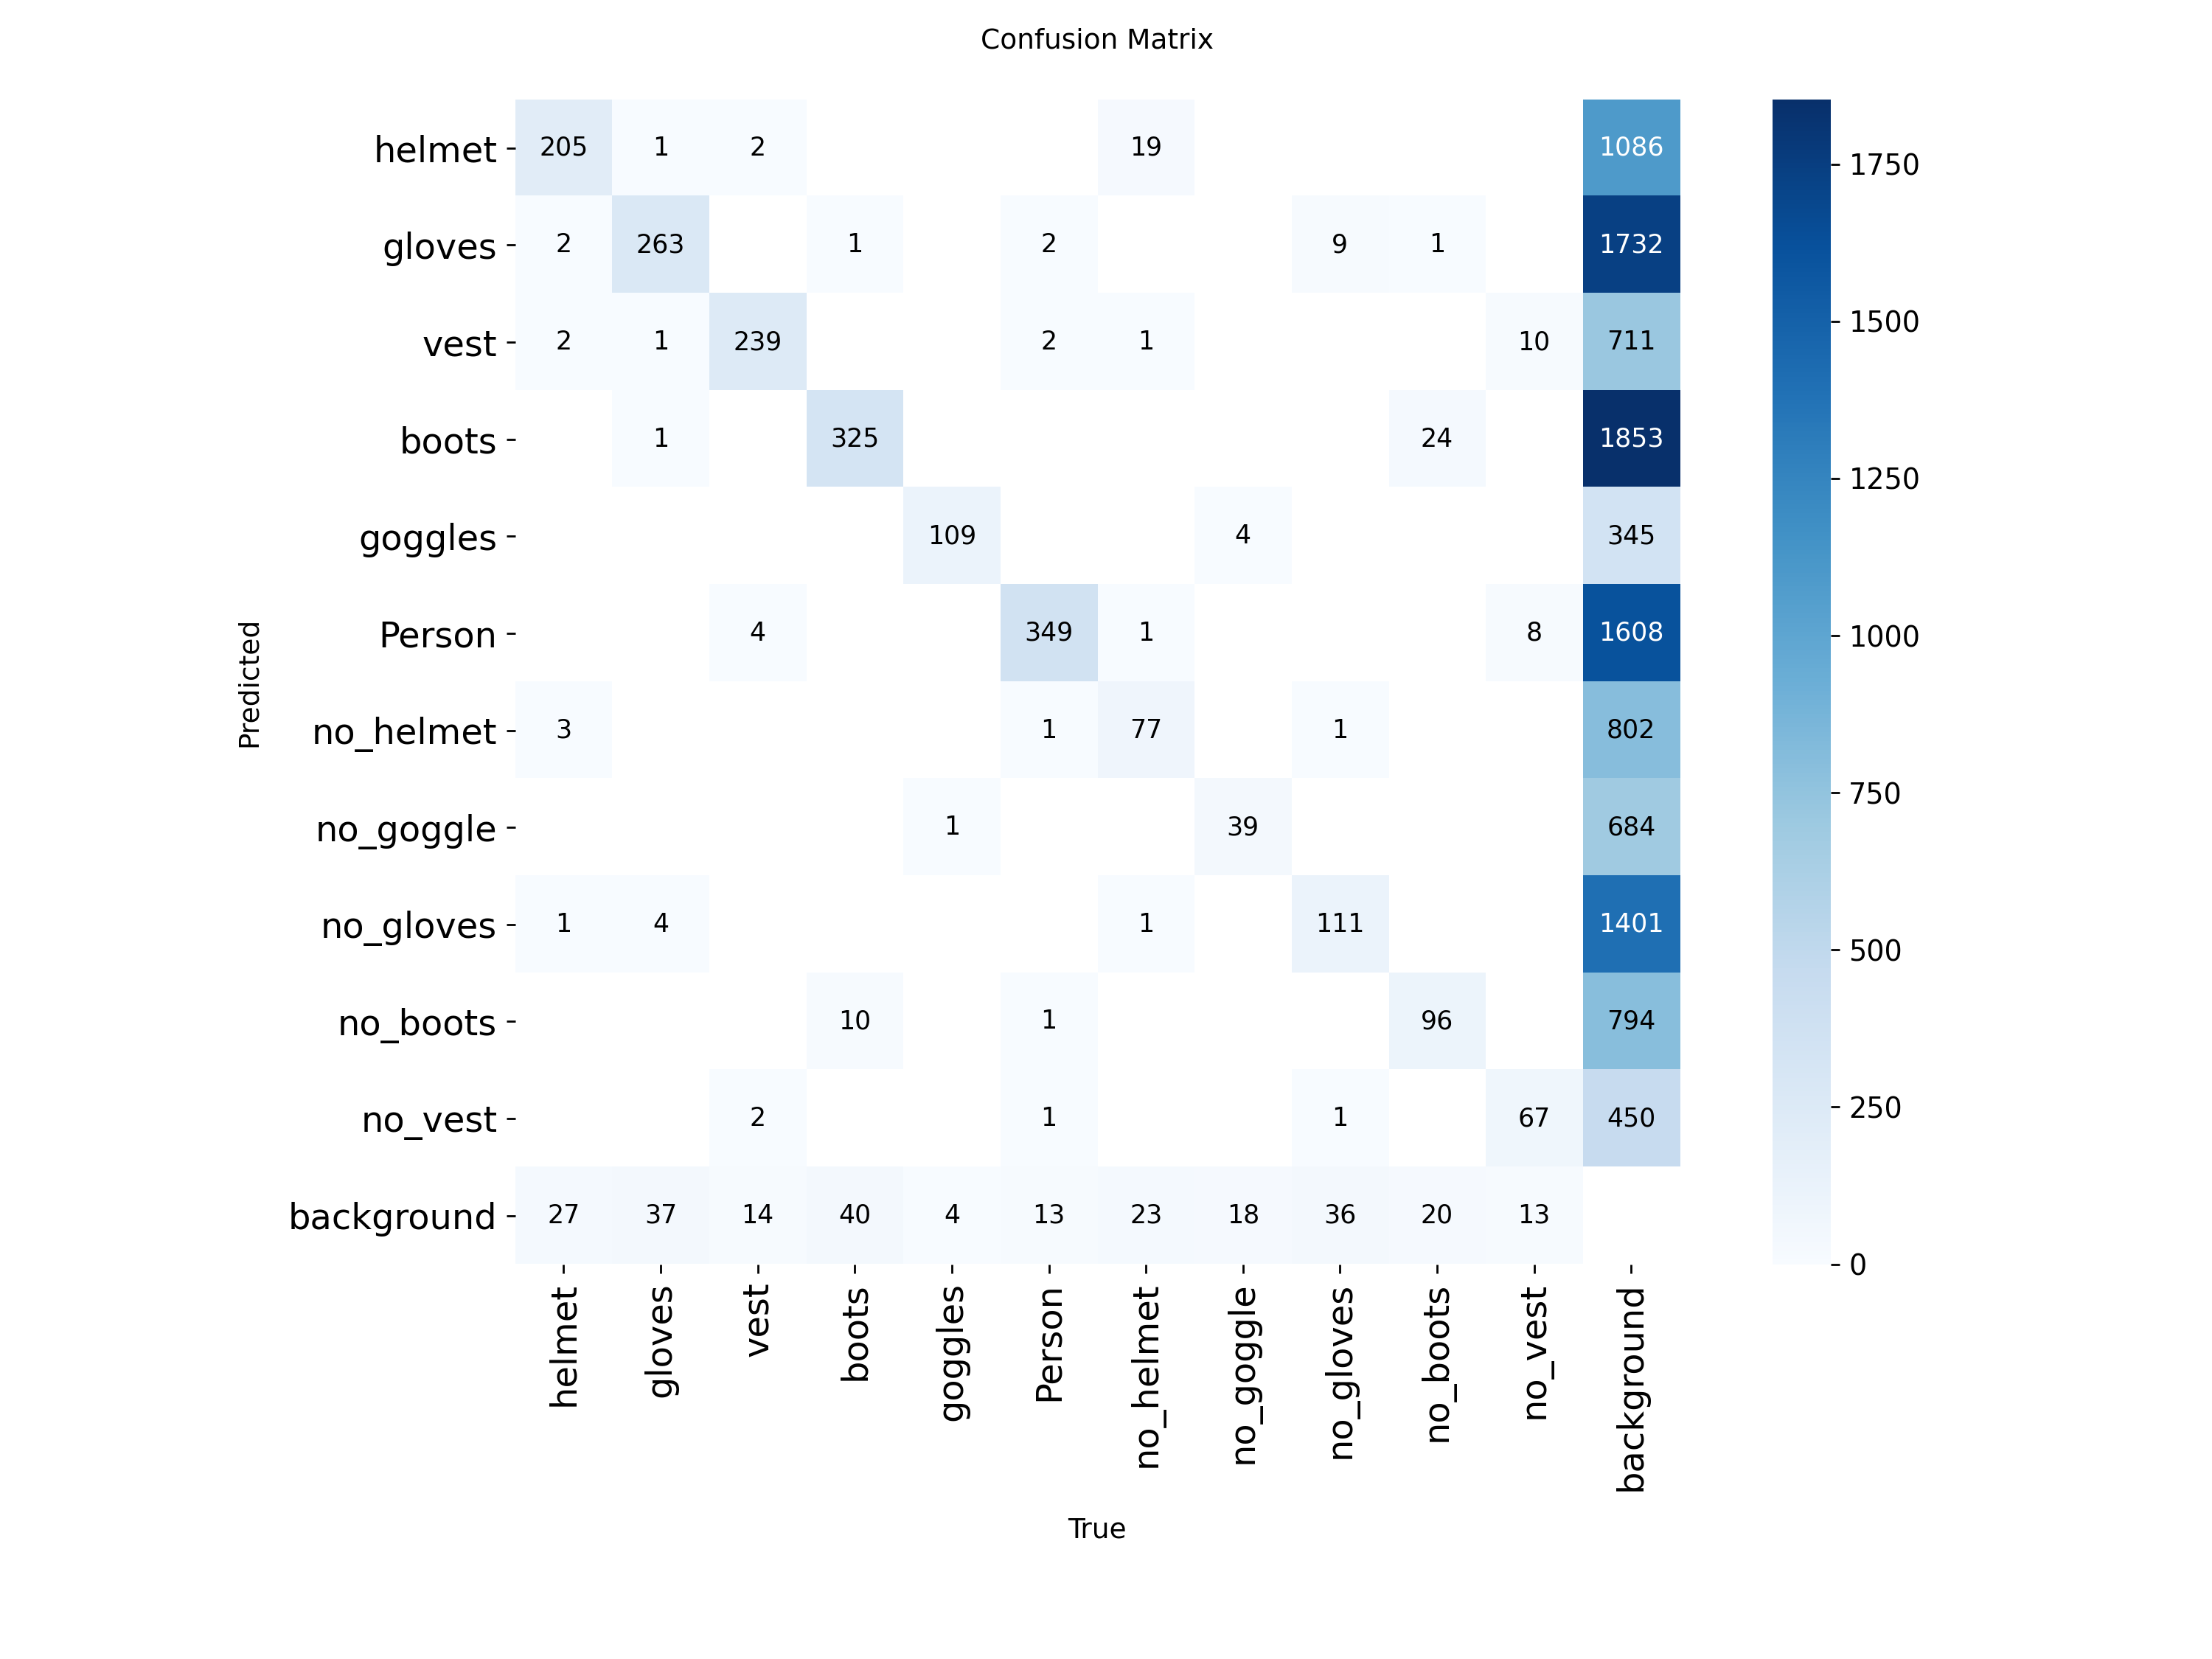 Confusion Matrix
helmet 205 1 2 19 1086
gloves 2 263 1 2 9 1 1732
vest 2 1 239 2 1 10 711
boots 1 325 24 1853
goggles 109 4 345
Person 4 349 1 8 1608
no_helmet 3 1 77 1 802
no_goggle 1 39 684
no_gloves 1 4 1 111 1401
no_boots 10 1 96 794
no_vest 2 1 1 67 450
background 27 37 14 40 4 13 23 18 36 20 13
helmet gloves vest boots goggles Person no_helmet no_goggle no_gloves no_boots no_vest background
True
Predicted
1750
1500
1250
1000
750
500
250
0